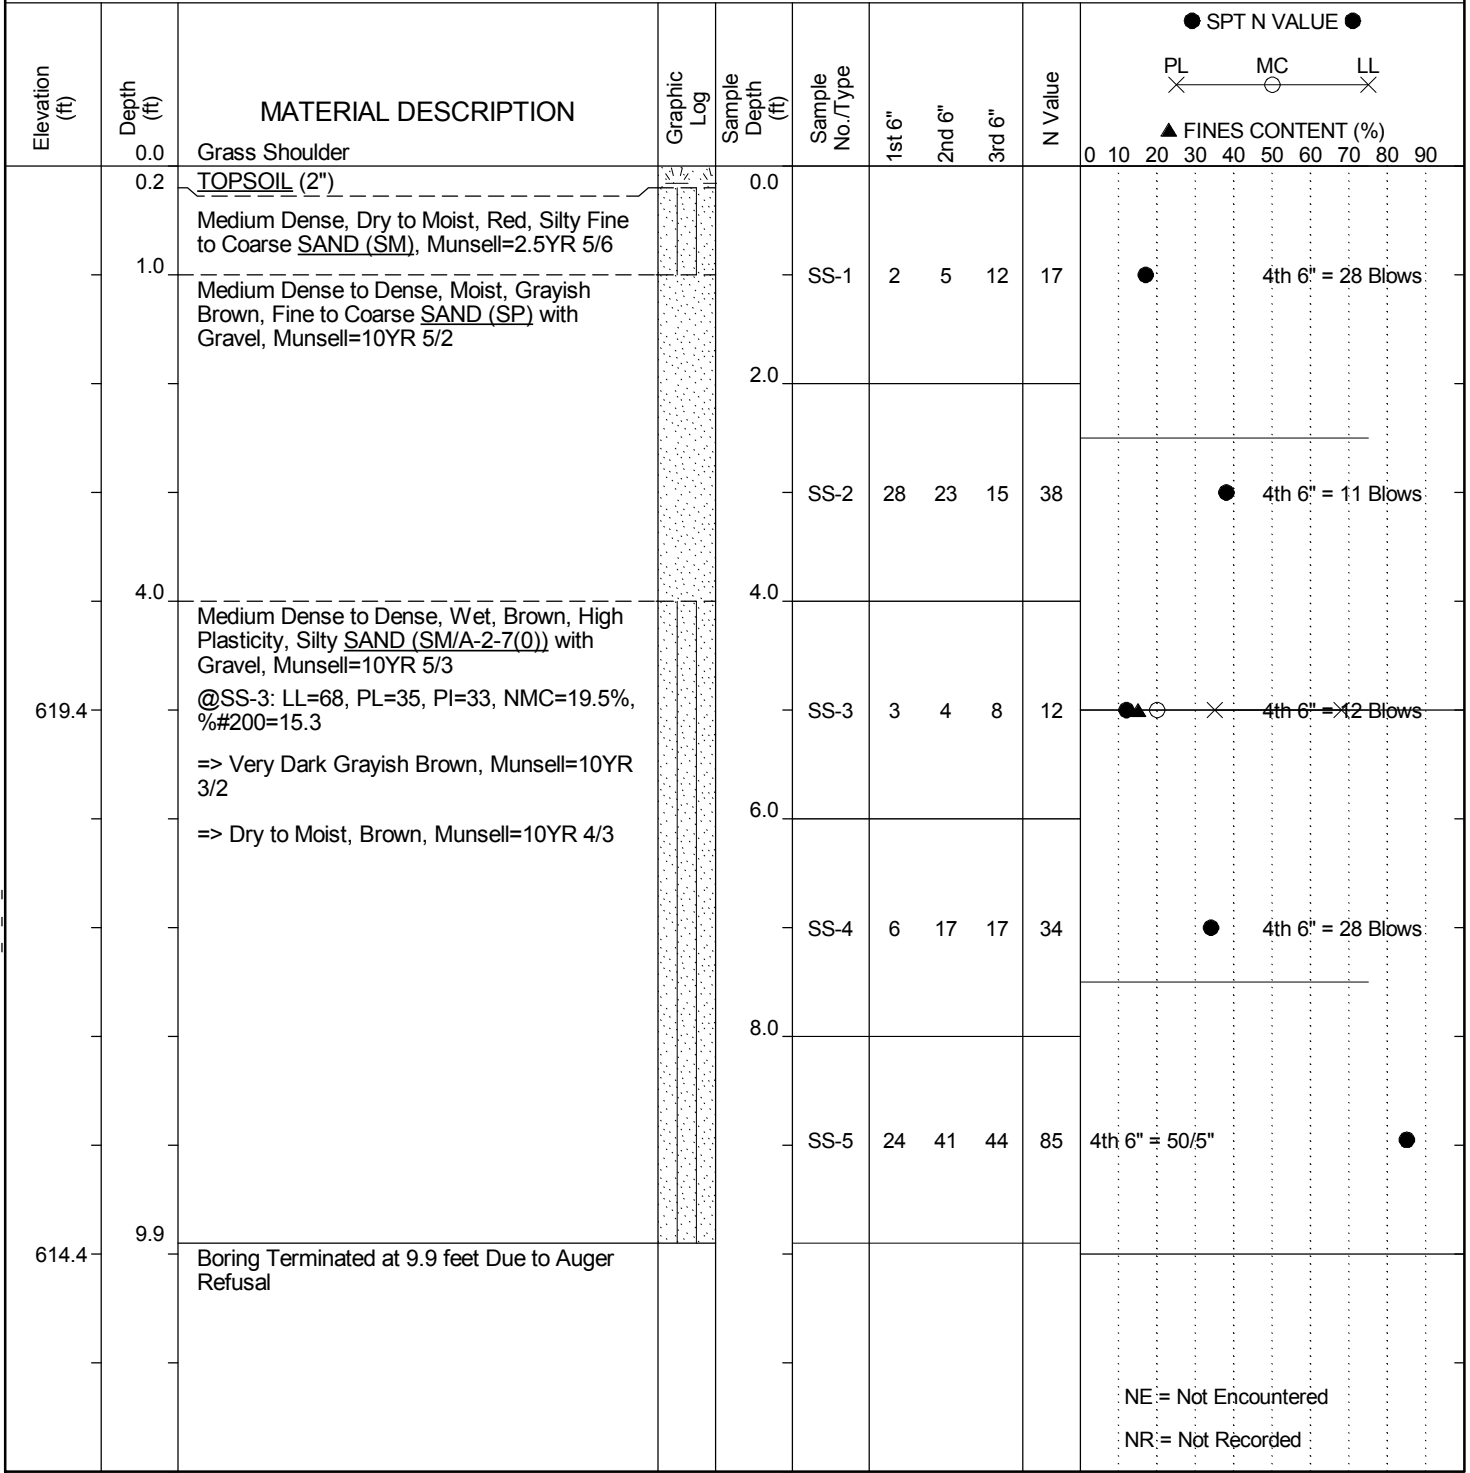 ● SPT N VALUE ●
PL MC LL
▲ FINES CONTENT (%)
0 10 20 30 40 50 60 70 80 90
Elevation
(ft)
Depth
(ft)
0.0
MATERIAL DESCRIPTION
Grass Shoulder
Graphic
Log
Sample
Depth
(ft)
Sample
No./Type
1st 6"
2nd 6"
3rd 6"
N Value
0.2 TOPSOIL (2") 0.0
Medium Dense, Dry to Moist, Red, Silty Fine
to Coarse SAND (SM), Munsell=2.5YR 5/6
1.0
SS-1 2 5 12 17 4th 6" = 28 Blows
Medium Dense to Dense, Moist, Grayish
Brown, Fine to Coarse SAND (SP) with
Gravel, Munsell=10YR 5/2
2.0
SS-2 28 23 15 38 4th 6" = 11 Blows
4.0 4.0
Medium Dense to Dense, Wet, Brown, High
Plasticity, Silty SAND (SM/A-2-7(0)) with
Gravel, Munsell=10YR 5/3
@SS-3: LL=68, PL=35, PI=33, NMC=19.5%,
%#200=15.3
619.4 SS-3 3 4 8 12 4th 6" = 12 Blows
=> Very Dark Grayish Brown, Munsell=10YR
3/2
6.0
=> Dry to Moist, Brown, Munsell=10YR 4/3
SS-4 6 17 17 34 4th 6" = 28 Blows
8.0
SS-5 24 41 44 85 4th 6" = 50/5"
9.9
614.4
Boring Terminated at 9.9 feet Due to Auger
Refusal
NE = Not Encountered
NR = Not Recorded